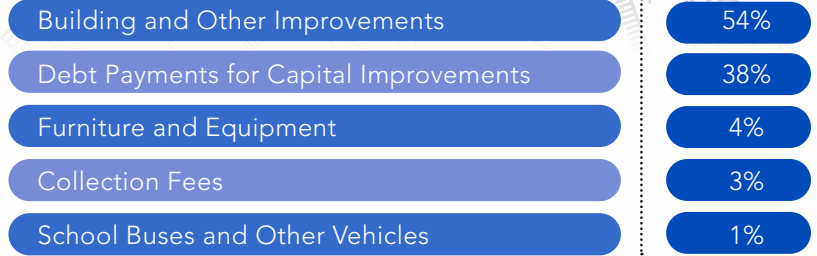 Building and Other Improvements 54%
Debt Payments for Capital Improvements 38%
Furniture and Equipment 4%
Collection Fees 3%
School Buses and Other Vehicles 1%